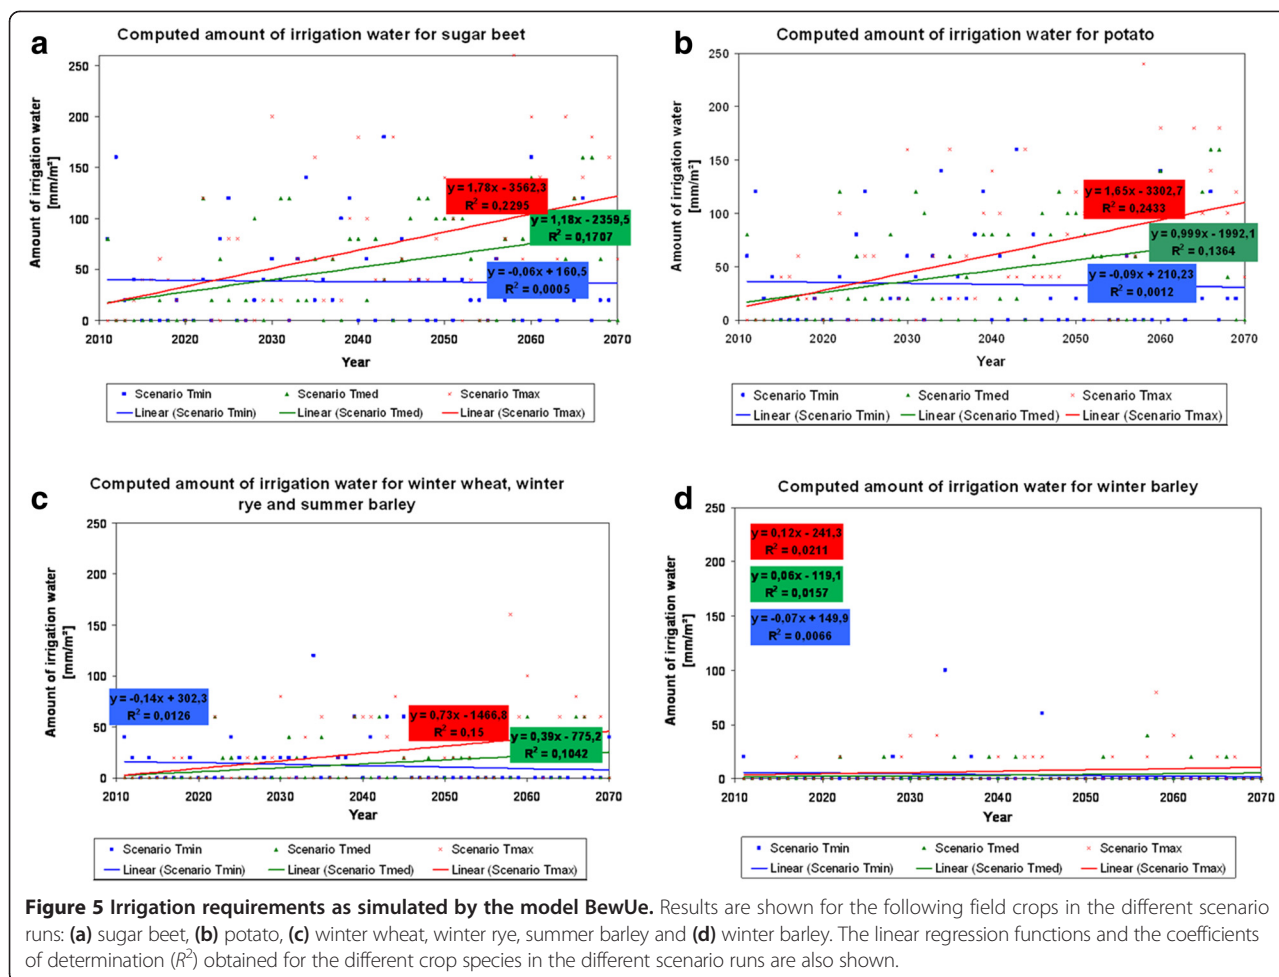 a
Computed amount of irrigation water for sugar beet
Amount of irrigation water
[mm/m²]
250
200
150
100
50
0
y = 1,78x - 3562,3
R² = 0,2295
y = 1,18x - 2359,5
R² = 0,1707
y = -0,06x + 160,5
R² = 0,0005
2010 2020 2030 2040 2050 2060 2070
Year
Scenario Tmin Scenario Tmed Scenario Tmax
Linear (Scenario Tmin) Linear (Scenario Tmed) Linear (Scenario Tmax)
b
Computed amount of irrigation water for potato
Amount of irrigation water
[mm/m²]
250
200
150
100
50
0
y = 1,65x - 3302,7
R² = 0,2433
y = 0,999x - 1992,1
R² = 0,1364
y = -0,09x + 210,23
R² = 0,0012
2010 2020 2030 2040 2050 2060 2070
Year
Scenario Tmin Scenario Tmed Scenario Tmax
Linear (Scenario Tmin) Linear (Scenario Tmed) Linear (Scenario Tmax)
c
Computed amount of irrigation water for winter wheat, winter
rye and summer barley
Amount of irrigation water
[mm/m²]
250
200
150
100
50
0
y = -0,14x + 302,3
R² = 0,0126
y = 0,73x - 1466,8
R² = 0,15
y = 0,39x - 775,2
R² = 0,1042
2010 2020 2030 2040 2050 2060 2070
Year
Scenario Tmin Scenario Tmed Scenario Tmax
Linear (Scenario Tmin) Linear (Scenario Tmed) Linear (Scenario Tmax)
d
Computed amount of irrigation water for winter barley
Amount of irrigation water
[mm/m²]
250
200
150
100
50
0
y = 0,12x - 241,3
R² = 0,0211
y = 0,06x - 119,1
R² = 0,0157
y = -0,07x + 149,9
R² = 0,0066
2010 2020 2030 2040 2050 2060 2070
Year
Scenario Tmin Scenario Tmed Scenario Tmax
Linear (Scenario Tmin) Linear (Scenario Tmed) Linear (Scenario Tmax)
Figure 5 Irrigation requirements as simulated by the model BewUe. Results are shown for the following field crops in the different scenario
runs: (a) sugar beet, (b) potato, (c) winter wheat, winter rye, summer barley and (d) winter barley. The linear regression functions and the coefficients
of determination (R²) obtained for the different crop species in the different scenario runs are also shown.